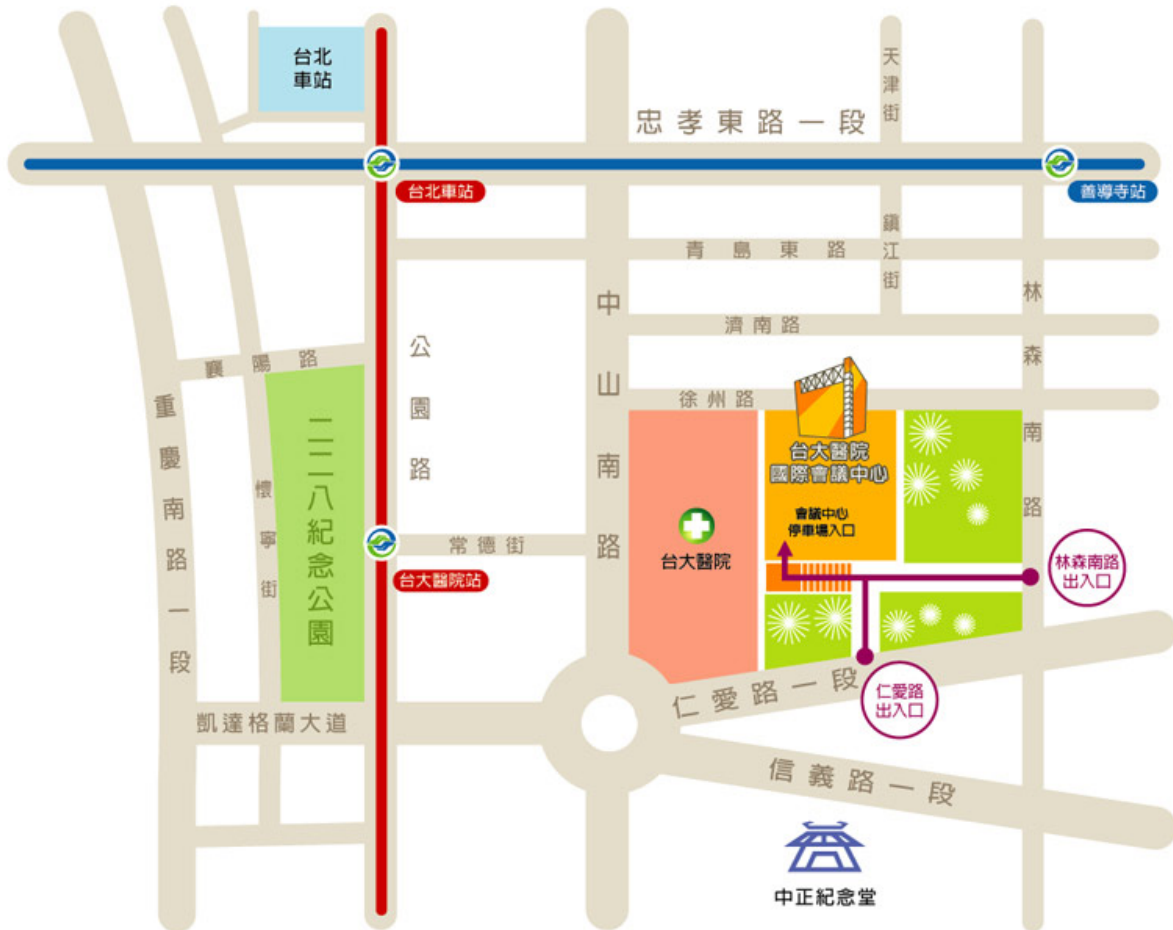 台北
車站
天津街
忠孝東路一段
台北車站
善導寺站
青島東路
鎮江街
中山南路
濟南路
林森南路
公園路
襄陽路
徐州路
重慶南路一段
二二八紀念公園
懷寧街
台大醫院
國際會議中心
會議中心
停車場入口
台大醫院
常德街
台大醫院站
林森南路
出入口
仁愛路一段
仁愛路
出入口
凱達格蘭大道
信義路一段
中正紀念堂